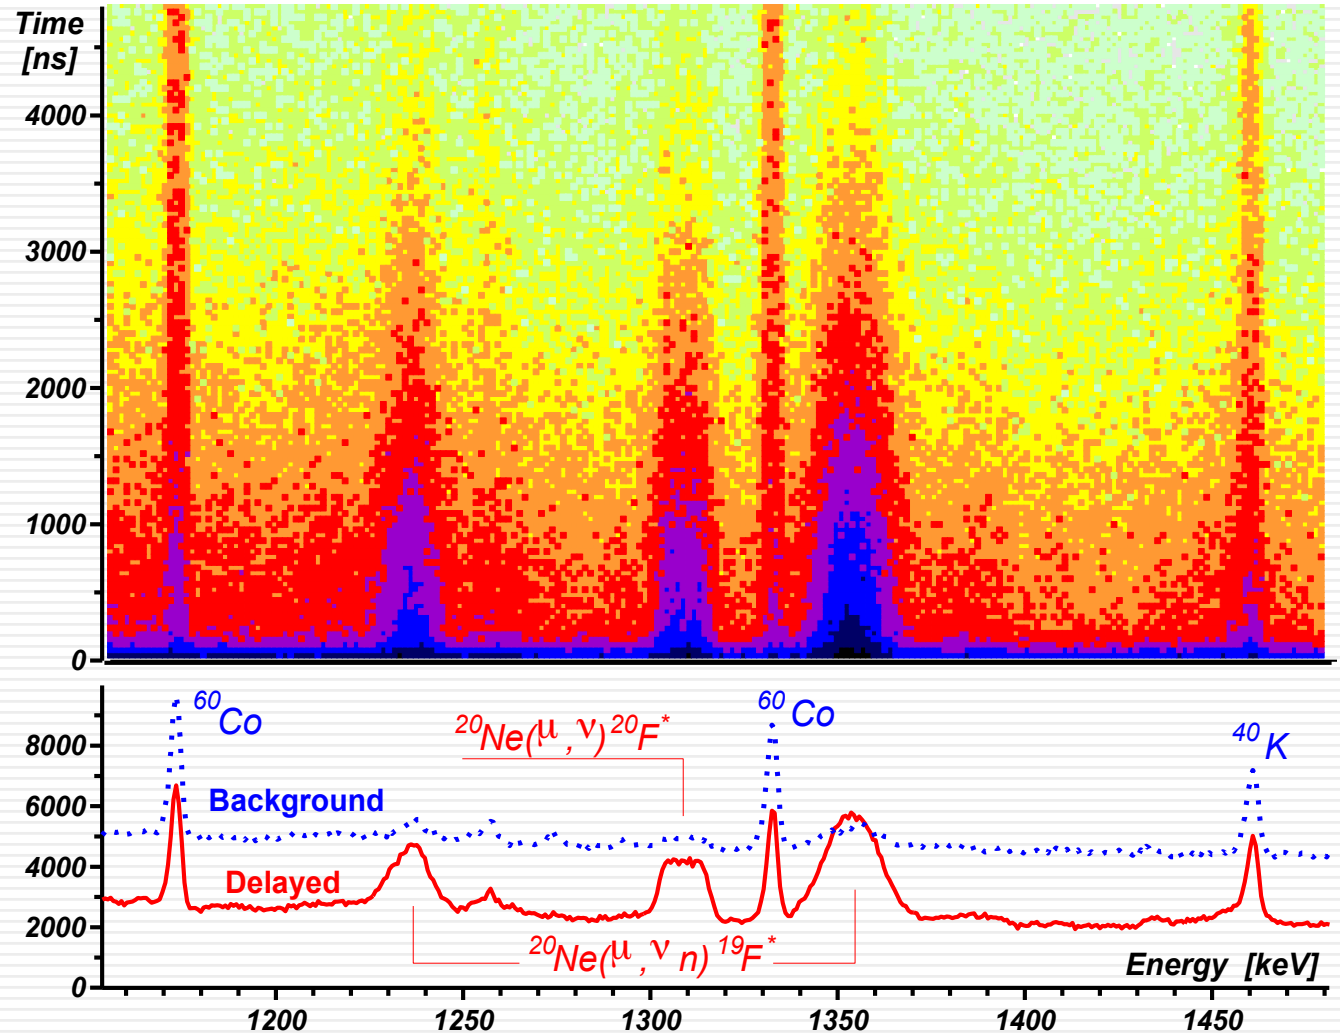 Time
[ns]
4000
3000
2000
1000
0
8000
6000
4000
2000
0
60Co
20Ne(μ,ν)20F*
60Co
40K
Background
Delayed
20Ne(μ,ν n) 19F*
Energy [keV]
1200 1250 1300 1350 1400 1450